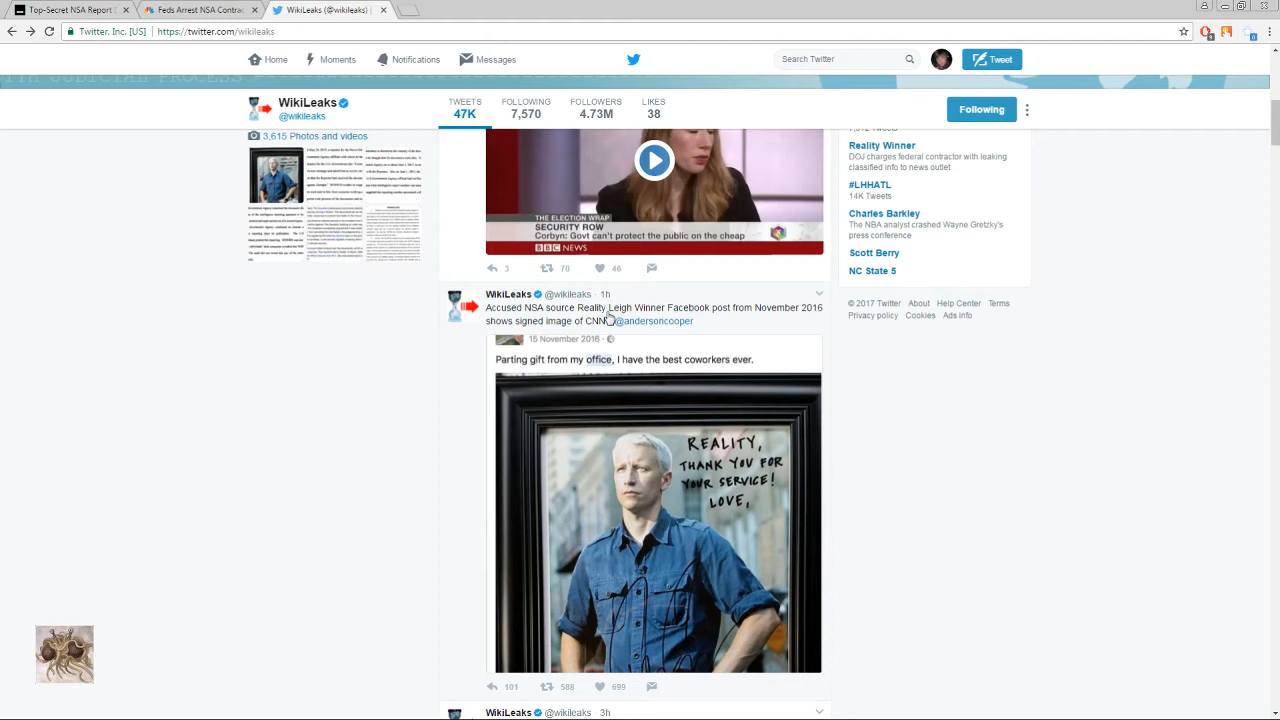 Top-Secret NSA Report D
Feds Arrest NSA Contrac
WikiLeaks (@wikileaks) |
Twitter, Inc. [US]
https://twitter.com/wikileaks
Home
Moments
Notifications
Messages
Search Twitter
Tweet
7TH JUDICIAL PROCESS
WikiLeaks
@wikileaks
TWEETS
47K
FOLLOWING
7,570
FOLLOWERS
4.73M
LIKES
38
Following
3,615 Photos and videos
THE ELECTION WRAP
SECURITY ROW
Corbyn: Govt can't protect public on the cheap
BBC NEWS
3
70
46
WikiLeaks @wikileaks · 1h
Accused NSA source Reality Leigh Winner Facebook post from November 2016
shows signed image of CNN's @andersoncooper
15 November 2016 ·
Parting gift from my office, I have the best coworkers ever.
REALITY,
THANK YOU FOR
YOUR SERVICE!
LOVE,
101
588
699
WikiLeaks @wikileaks · 3h
Reality Winner
DOJ charges federal contractor with leaking
classified info to news outlet
#LHHATL
14K Tweets
Charles Barkley
The NBA analyst crashed Wayne Gretzky's
press conference
Scott Berry
NC State 5
© 2017 Twitter About Help Center Terms
Privacy policy Cookies Ads info